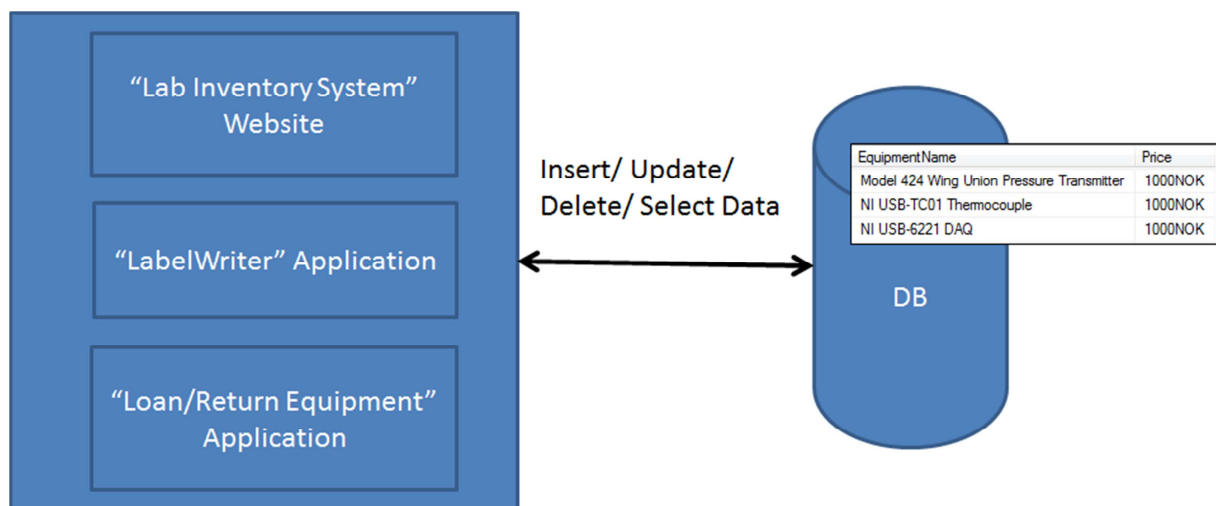 “Lab Inventory System”
Website
“LabelWriter” Application
“Loan/Return Equipment”
Application
Insert/ Update/
Delete/ Select Data
EquipmentName Price
Model 424 Wing Union Pressure Transmitter 1000NOK
NI USB-TC01 Thermocouple 1000NOK
NI USB-6221 DAQ 1000NOK
DB